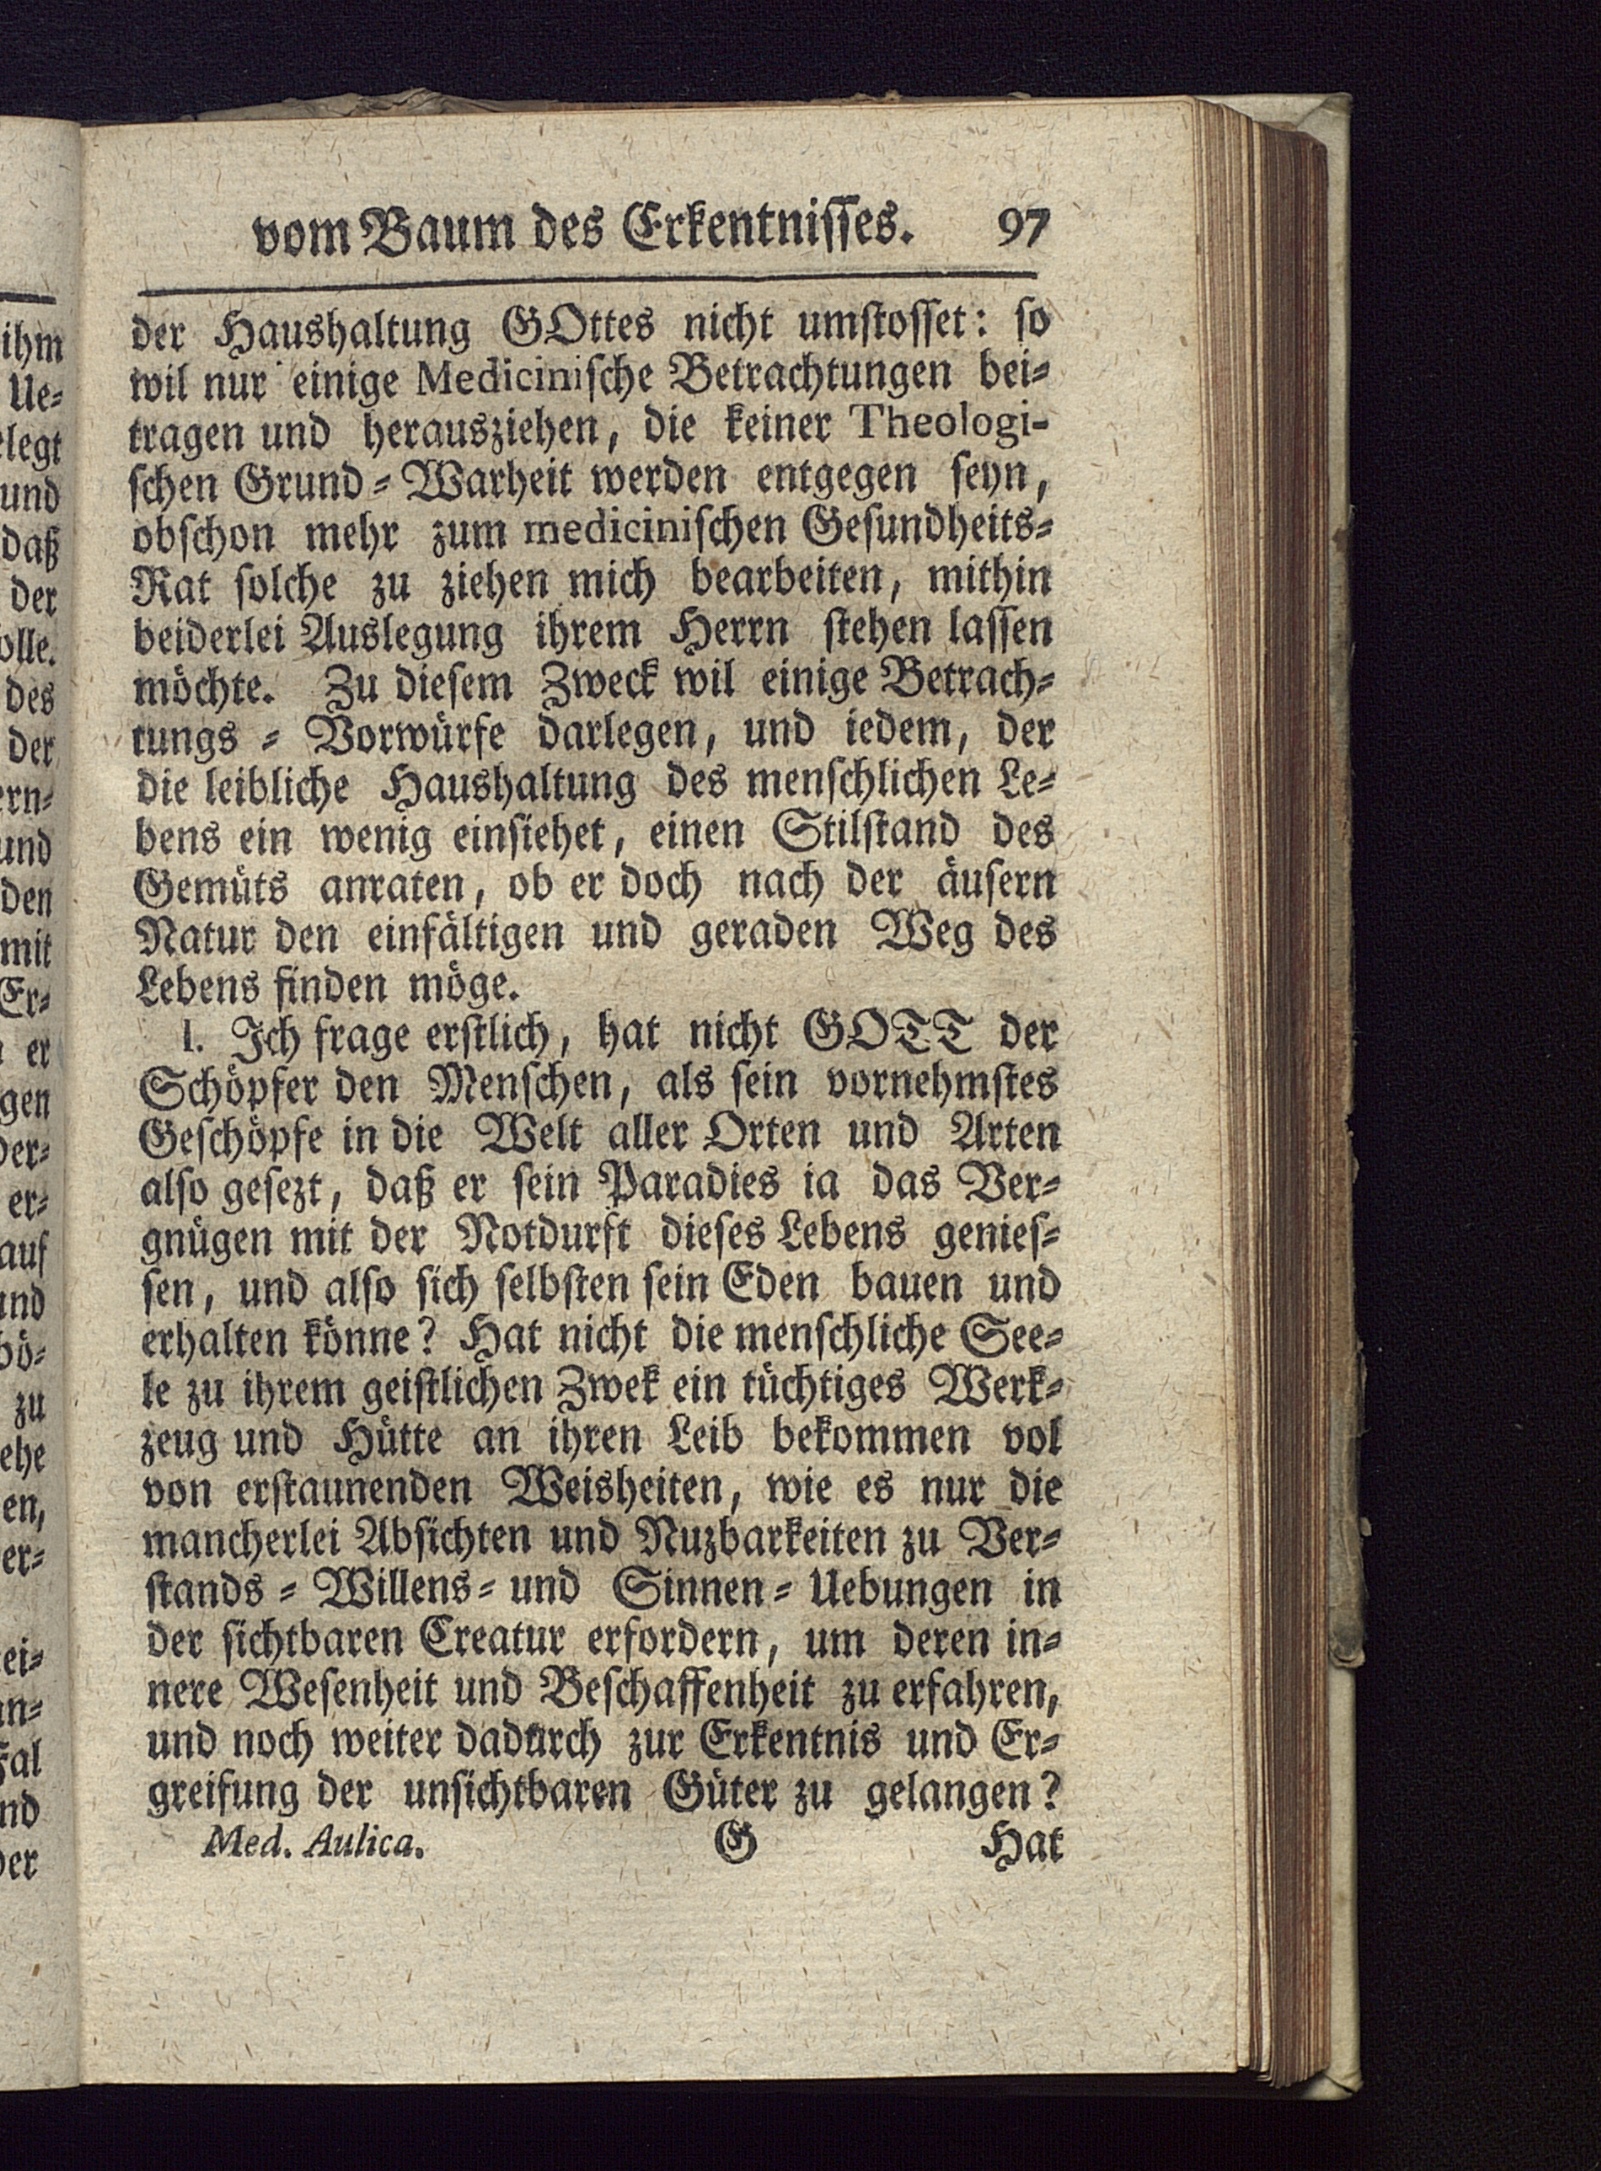 vom Baum des Erkentnisses. 97
der Haushaltung GOttes nicht umstosset: so
wil nur einige Medicinische Betrachtungen bei-
tragen und herausziehen, die keiner Theologi-
schen Grund-Warheit werden entgegen seyn,
obschon mehr zum medicinischen Gesundheits-
Rat solche zu ziehen mich bearbeiten, mithin
beiderlei Auslegung ihrem Herrn stehen lassen
möchte. Zu diesem Zweck wil einige Betrach-
tungs-Vorwürfe darlegen, und iedem, der
die leibliche Haushaltung des menschlichen Le-
bens ein wenig einsiehet, einen Stilstand des
Gemüts anraten, ob er doch nach der äusern
Natur den einfältigen und geraden Weg des
Lebens finden möge.
I. Ich frage erstlich, hat nicht GOTT der
Schöpfer den Menschen, als sein vornehmstes
Geschöpfe in die Welt aller Orten und Arten
also gesezt, daß er sein Paradies ia das Ver-
gnügen mit der Notdurft dieses Lebens genies-
sen, und also sich selbsten sein Eden bauen und
erhalten könne? Hat nicht die menschliche See-
le zu ihrem geistlichen Zwek ein tüchtiges Werk-
zeug und Hütte an ihren Leib bekommen vol
von erstaunenden Weisheiten, wie es nur die
mancherlei Absichten und Nuzbarkeiten zu Ver-
stands-Willens-und Sinnen-Uebungen in
der sichtbaren Creatur erfordern, um deren in-
nere Wesenheit und Beschaffenheit zu erfahren,
und noch weiter dadurch zur Erkentnis und Er-
greifung der unsichtbaren Güter zu gelangen?
Med. Aulica. G Hat